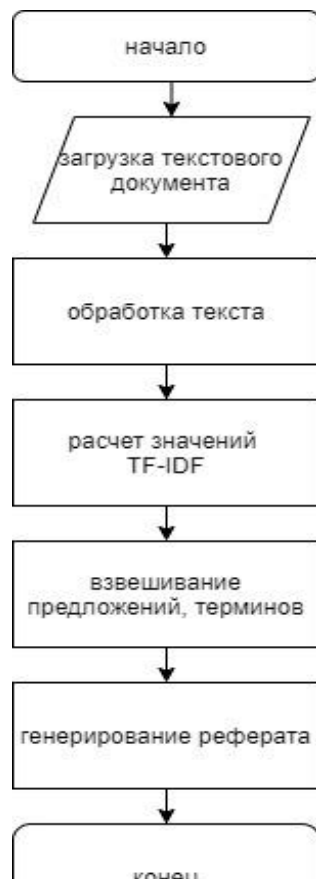 начало
загрузка текстового
документа
обработка текста
расчет значений
TF-IDF
взвешивание
предложений, терминов
генерирование реферата
конец